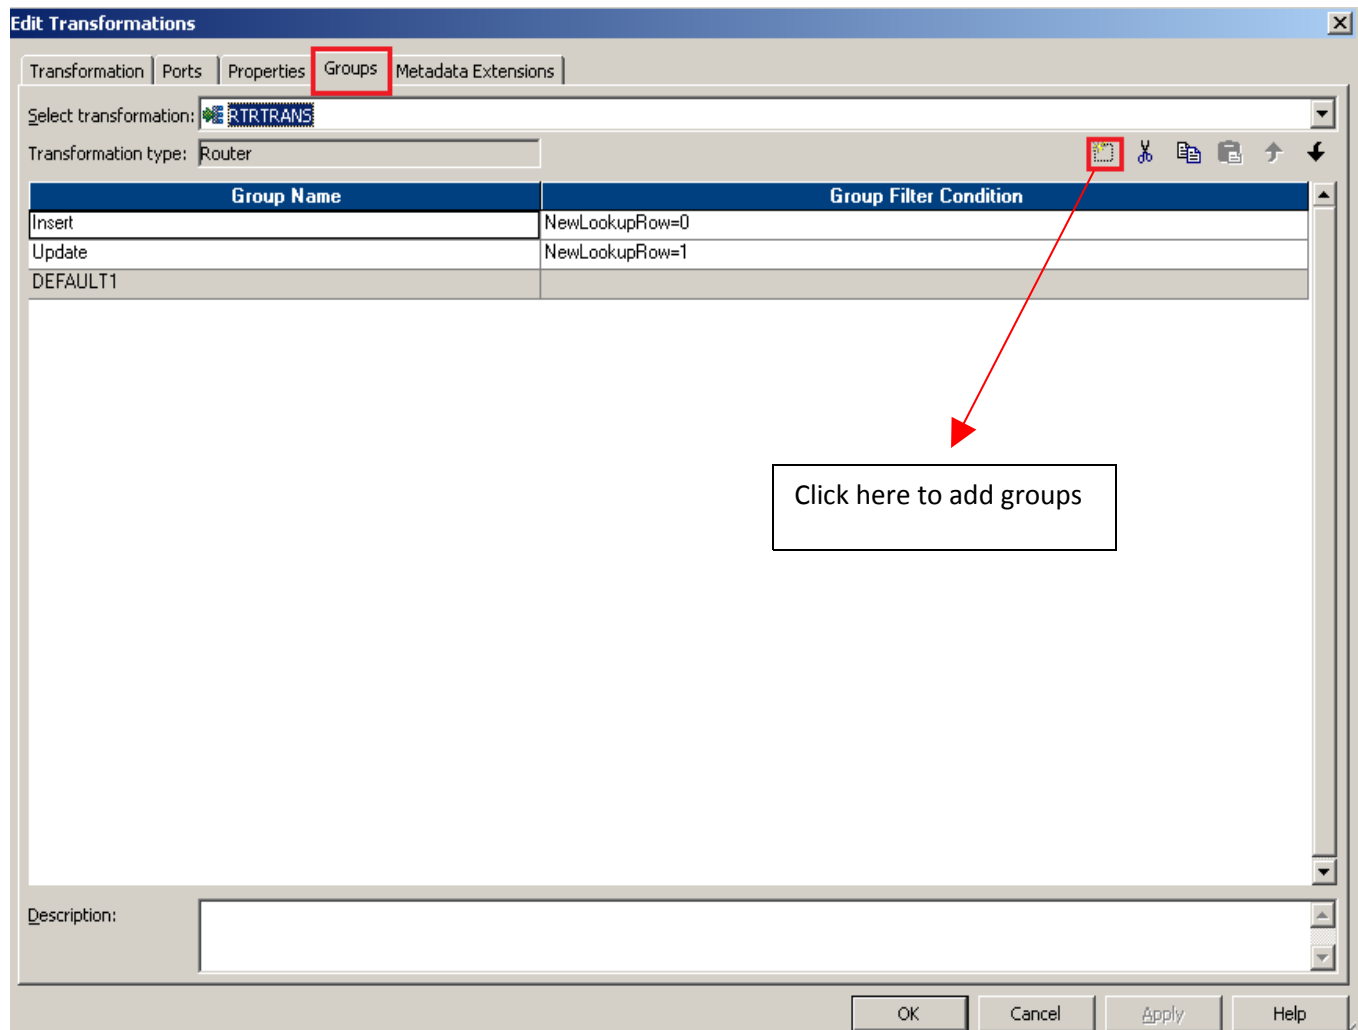 Edit Transformations
Transformation Ports Properties Groups Metadata Extensions
Select transformation: RTRTRANS
Transformation type: Router
Group Name Group Filter Condition
Insert NewLookupRow=0
Update NewLookupRow=1
DEFAULT1
Click here to add groups
Description:
OK Cancel Apply Help